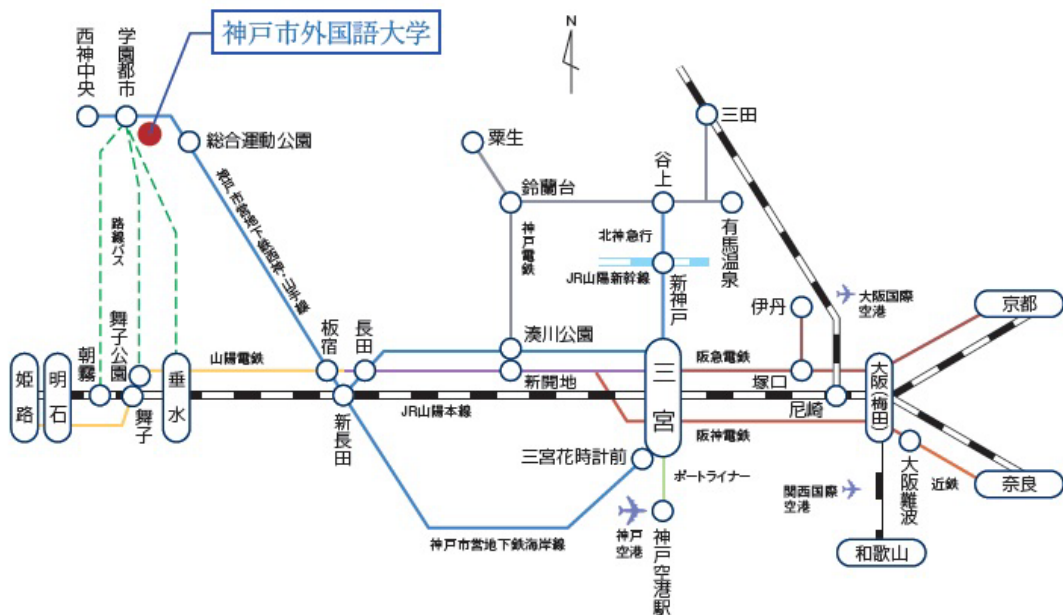 神戸市外国語大学
N
西神中央
学園都市
総合運動公園
粟生
三田
鈴蘭台
谷上
神戸市営地下鉄西神・山手線
路線バス
神戸電鉄
北神急行
有馬温泉
JR山陽新幹線
新神戸
伊丹
大阪国際
空港
京都
朝霧
舞子公園
山陽電鉄
板宿
長田
湊川公園
阪急電鉄
姫路
明石
垂水
三宮
大阪(梅田)
舞子
新開地
塚口
尼崎
新長田
JR山陽本線
阪神電鉄
三宮花時計前
ポートライナー
関西国際
空港
大阪難波
近鉄
奈良
神戸市営地下鉄海岸線
神戸
空港
神戸空港駅
和歌山